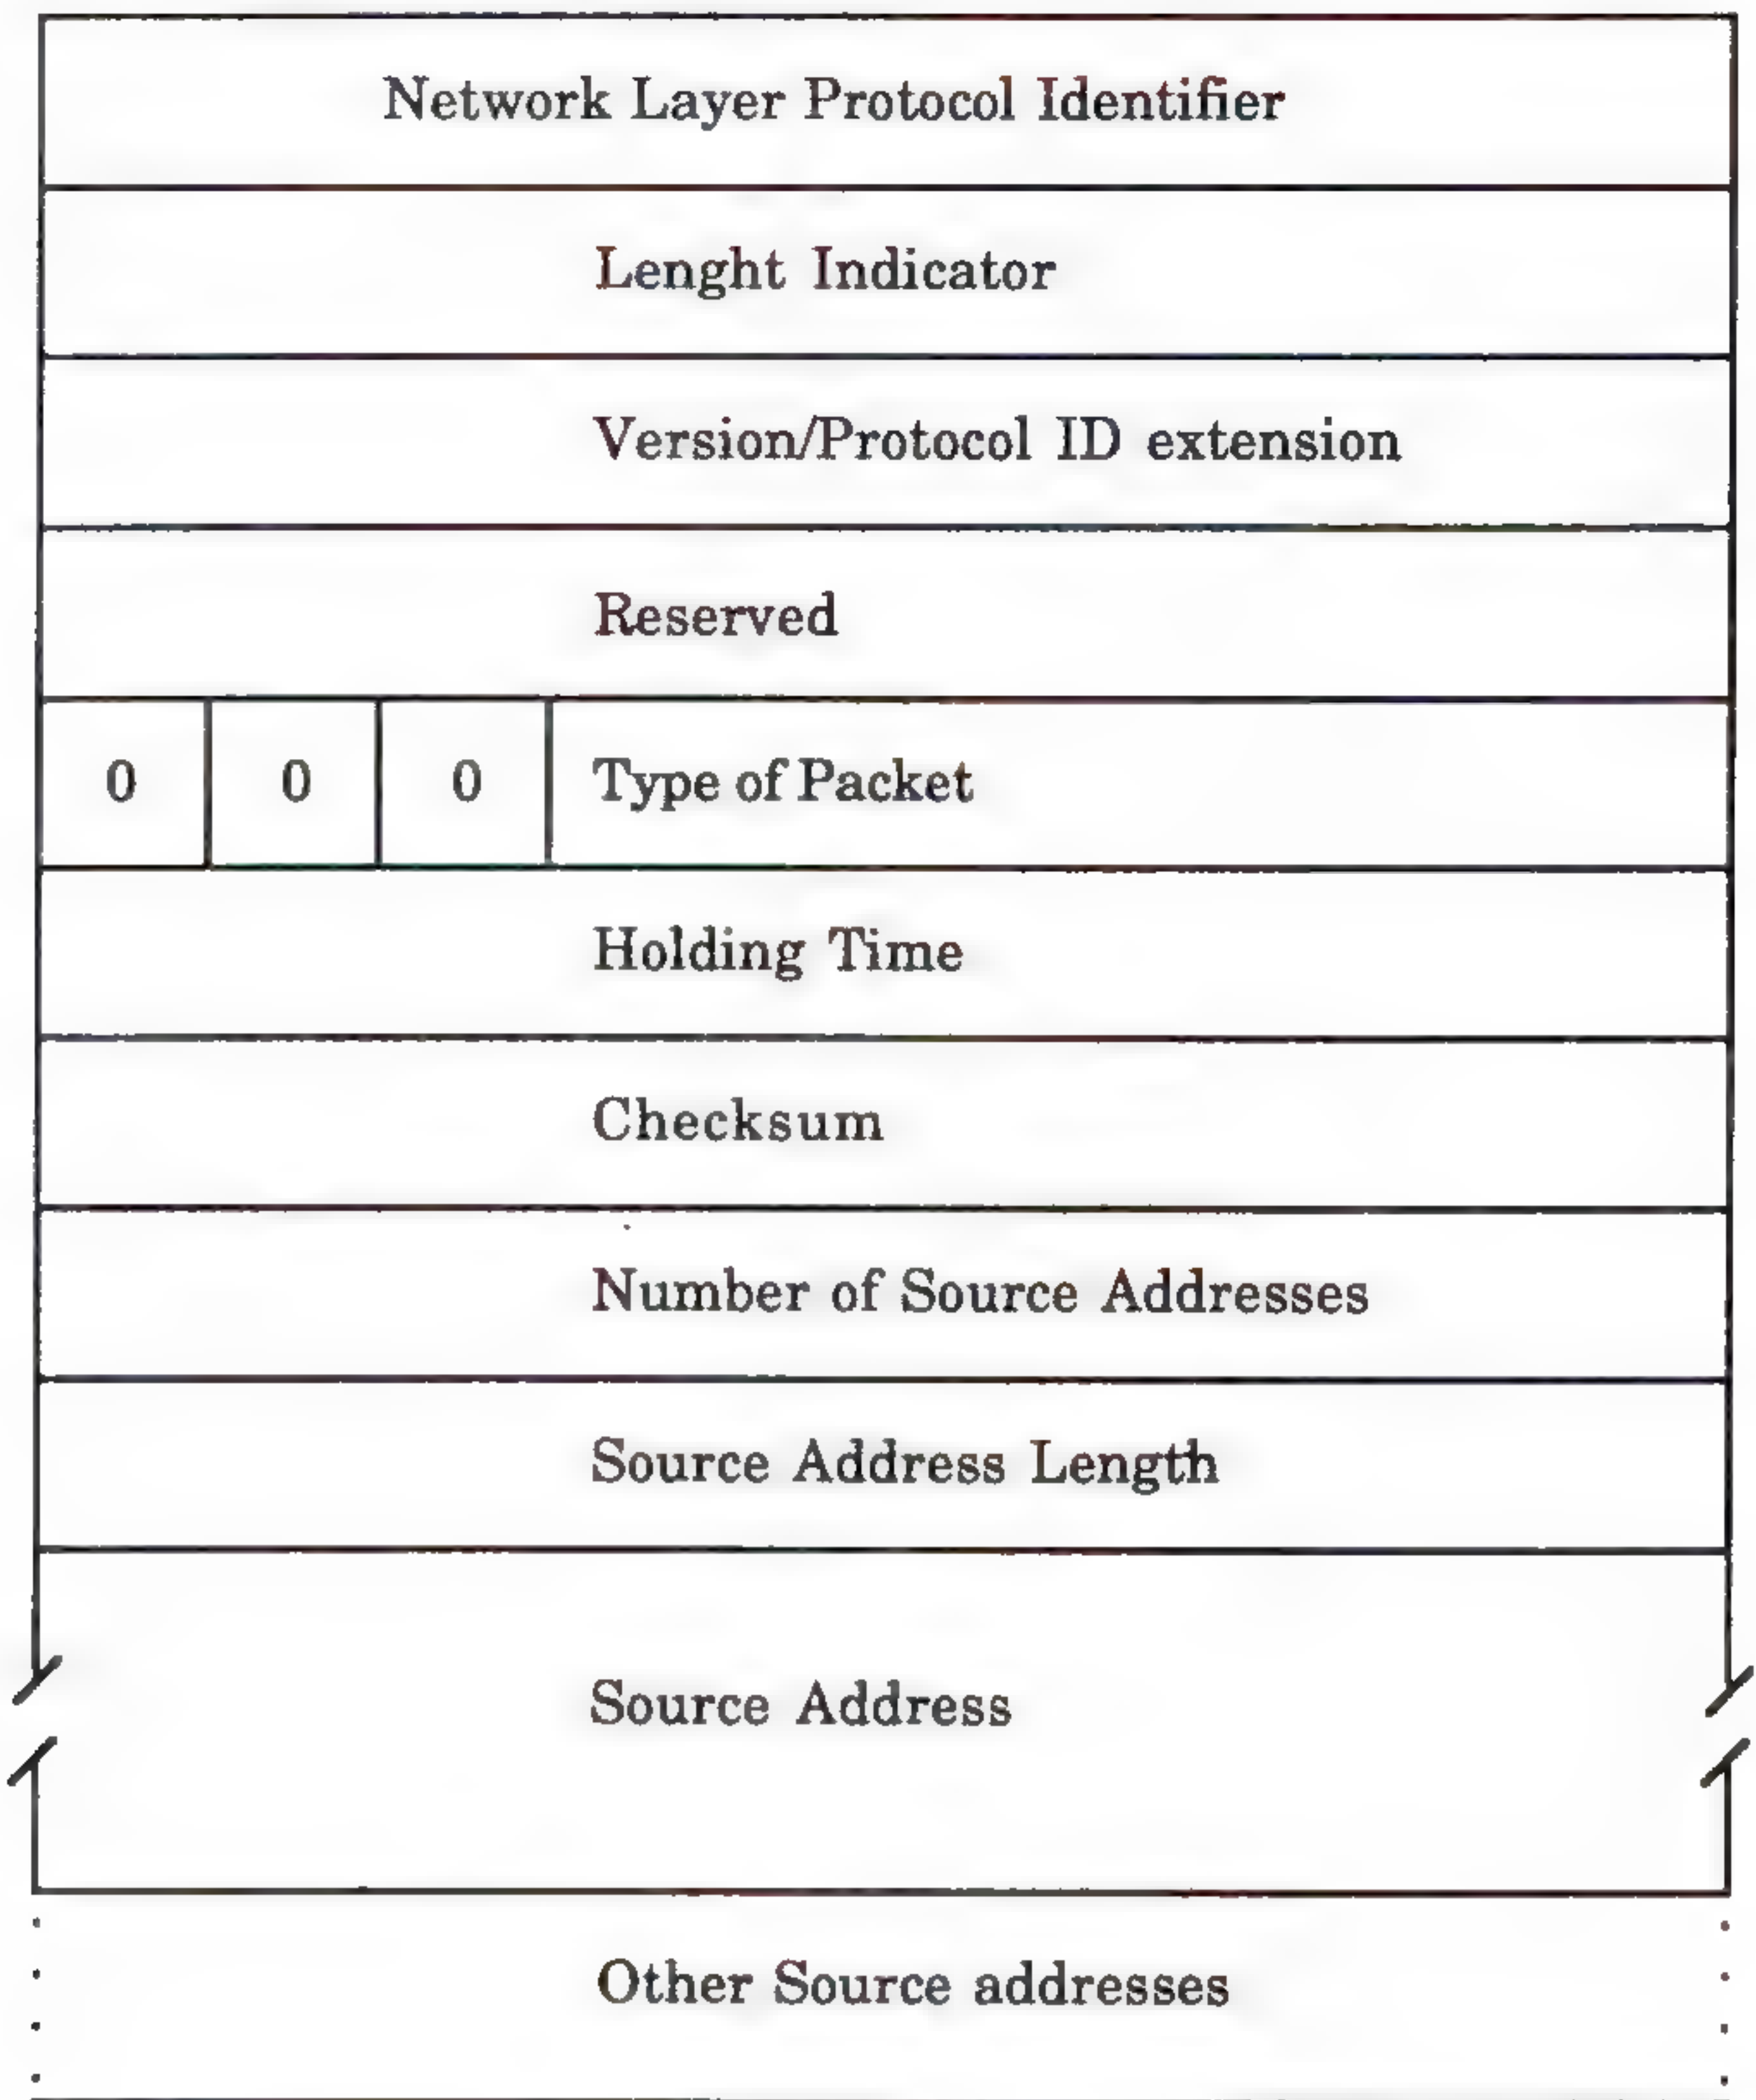 Network Layer Protocol Identifier
Lenght Indicator
Version/Protocol ID extension
Reserved
0 0 0 Type of Packet
Holding Time
Checksum
Number of Source Addresses
Source Address Length
Source Address
Other Source addresses